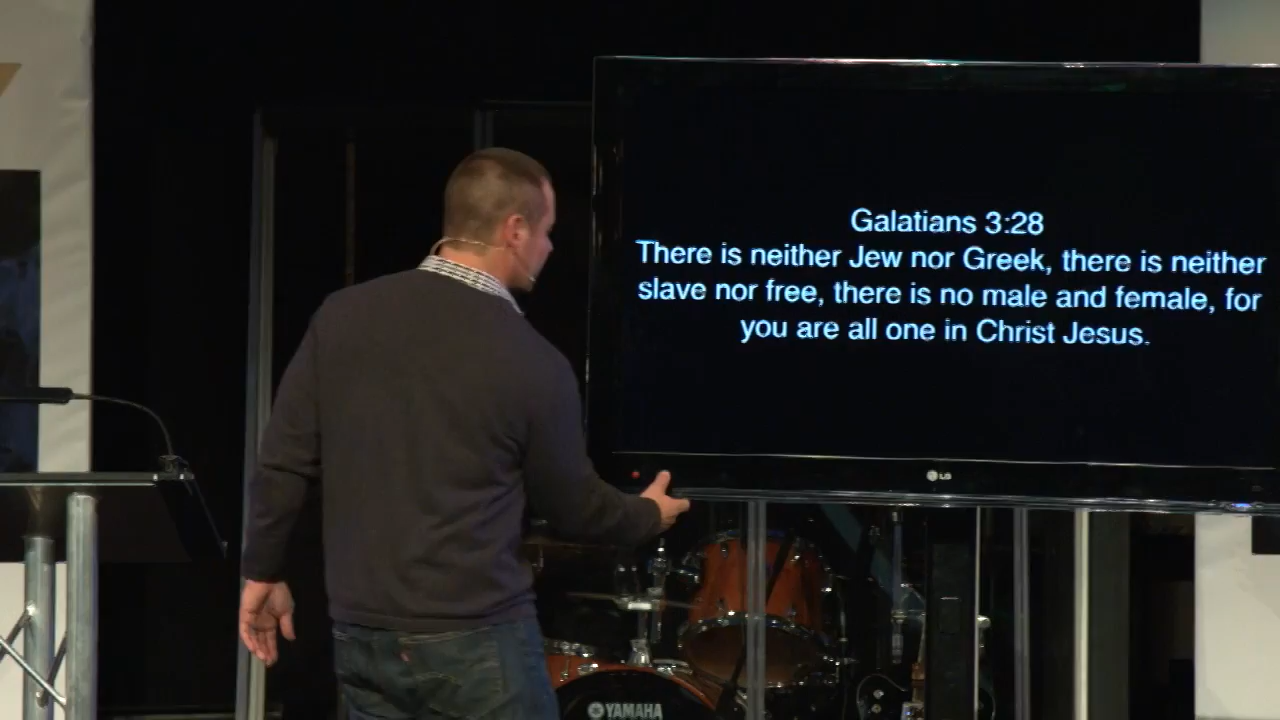 Galatians 3:28
There is neither Jew nor Greek, there is neither
slave nor free, there is no male and female, for
you are all one in Christ Jesus.
LG
YAMAHA